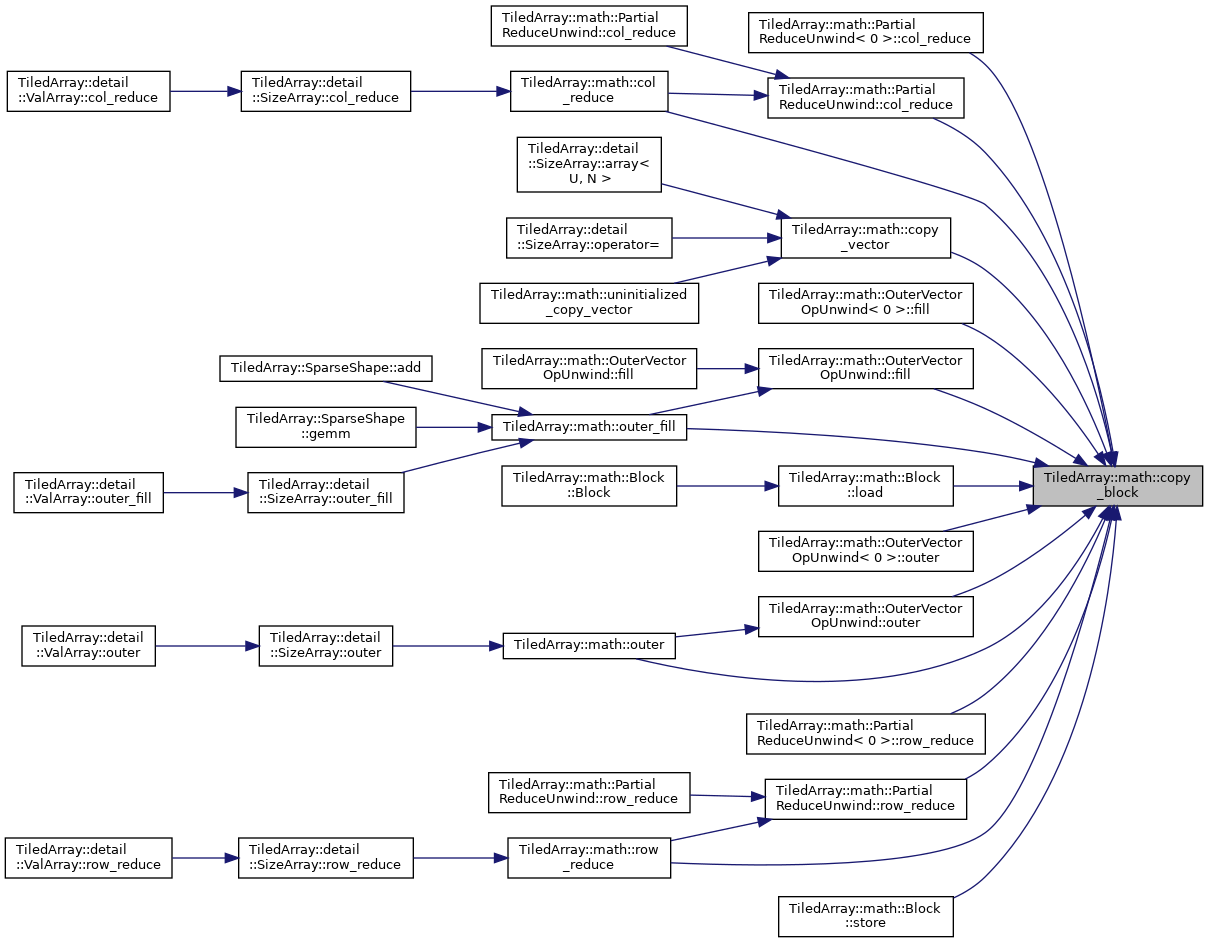 TiledArray::math::Partial
ReduceUnwind::col_reduce
TiledArray::math::Partial
ReduceUnwind< 0 >::col_reduce
TiledArray::detail
::ValArray::col_reduce
TiledArray::detail
::SizeArray::col_reduce
TiledArray::math::col
_reduce
TiledArray::math::Partial
ReduceUnwind::col_reduce
TiledArray::detail
::SizeArray::array<
U, N >
TiledArray::detail
::SizeArray::operator=
TiledArray::math::copy
_vector
TiledArray::math::uninitialized
_copy_vector
TiledArray::math::OuterVector
OpUnwind< 0 >::fill
TiledArray::SparseShape::add
TiledArray::math::OuterVector
OpUnwind::fill
TiledArray::math::OuterVector
OpUnwind::fill
TiledArray::SparseShape
::gemm
TiledArray::math::outer_fill
TiledArray::detail
::ValArray::outer_fill
TiledArray::detail
::SizeArray::outer_fill
TiledArray::math::Block
::Block
TiledArray::math::Block
::load
TiledArray::math::copy
_block
TiledArray::math::OuterVector
OpUnwind< 0 >::outer
TiledArray::math::OuterVector
OpUnwind::outer
TiledArray::detail
::ValArray::outer
TiledArray::detail
::SizeArray::outer
TiledArray::math::outer
TiledArray::math::Partial
ReduceUnwind< 0 >::row_reduce
TiledArray::math::Partial
ReduceUnwind::row_reduce
TiledArray::math::Partial
ReduceUnwind::row_reduce
TiledArray::detail
::ValArray::row_reduce
TiledArray::detail
::SizeArray::row_reduce
TiledArray::math::row
_reduce
TiledArray::math::Block
::store